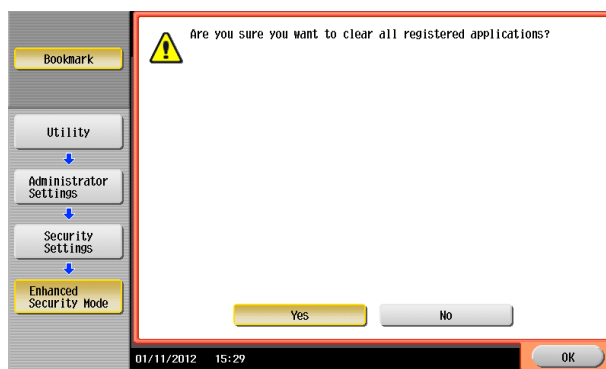 Are you sure you want to clear all registered applications?
Bookmark
Utility
Administrator
Settings
Security
Settings
Enhanced
Security Mode
Yes
No
01/11/2012 15:29
OK